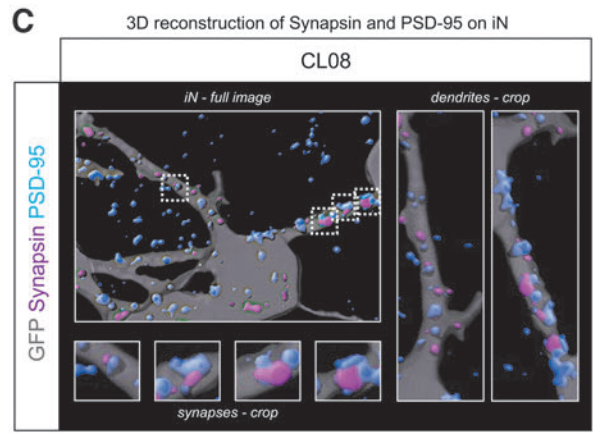 C
3D reconstruction of Synapsin and PSD-95 on iN
CL08
iN - full image
dendrites - crop
GFP Synapsin PSD-95
synapses - crop